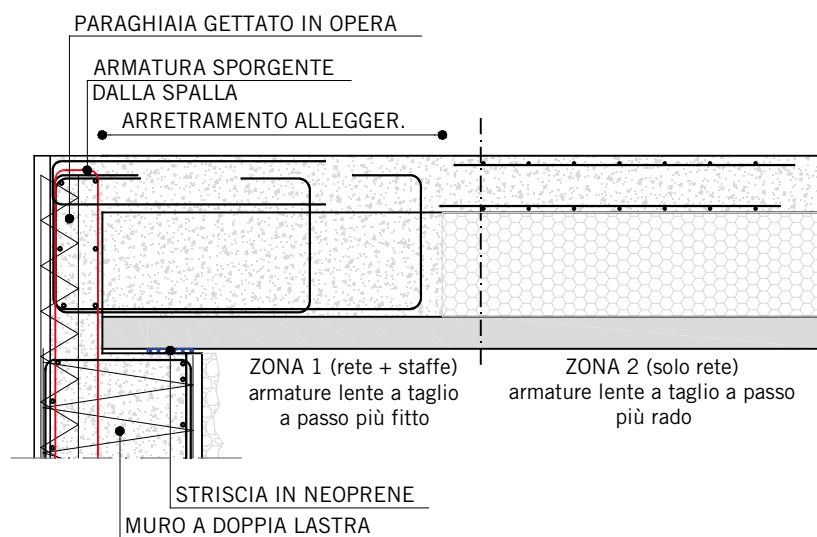 PARAGHIAIA GETTATO IN OPERA
ARMATURA SPORGENTE
DALLA SPALLA
ARRETRAMENTO ALLEGGER.
ZONA 1 (rete + staffe)
armature lente a taglio
a passo più fitto
ZONA 2 (solo rete)
armature lente a taglio a passo
più rado
STRISCIA IN NEOPRENE
MURO A DOPPIA LASTRA